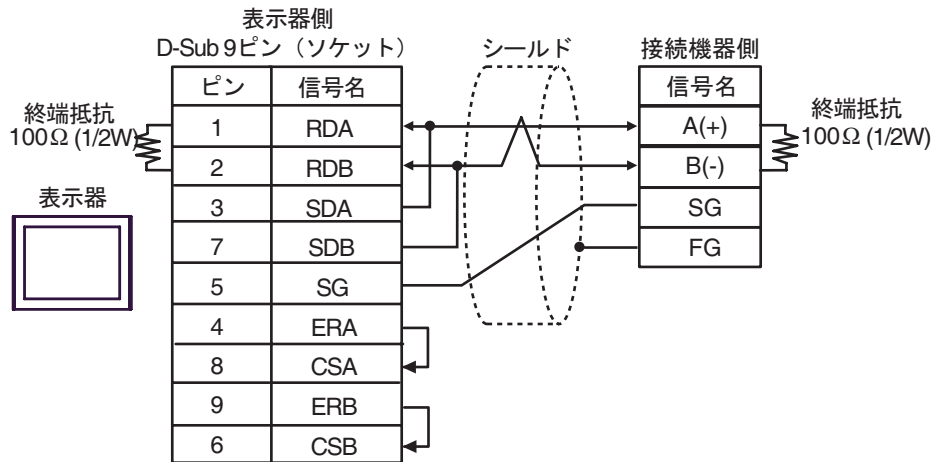 表示器側
D-Sub 9ピン（ソケット）
シールド
接続機器側
ピン 信号名
信号名
終端抵抗
100Ω (1/2W)
1 RDA
A(+)
終端抵抗
100Ω (1/2W)
2 RDB
B(-)
表示器
3 SDA
SG
7 SDB
FG
5 SG
4 ERA
8 CSA
9 ERB
6 CSB